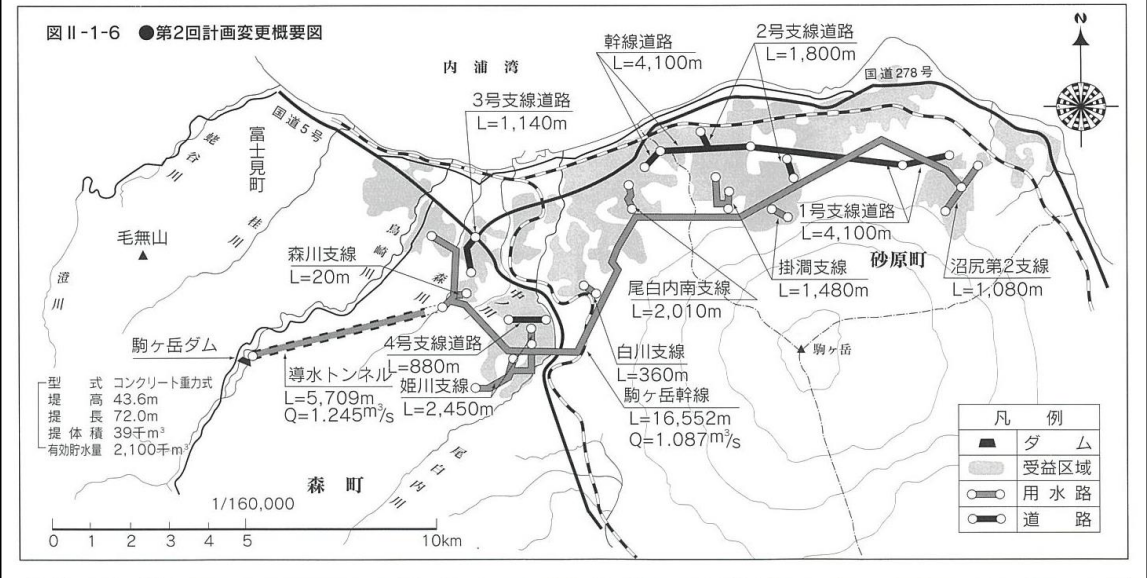 図Ⅱ-1-6 ●第2回計画変更概要図
内浦湾
幹線道路
L=4,100m
2号支線道路
L=1,800m
国道278号
2
3号支線道路
L=1,140m
国道5号
蛯谷川
富士見町
桂川
鳥崎川
毛無山
澄川
森川支線
L=20m
森川
中ノ川
1号支線道路
L=4,100m
砂原町
掛澗支線
L=1,480m
沼尻第2支線
L=1,080m
尾白内南支線
L=2,010m
駒ヶ岳
駒ケ岳ダム
型式 コンクリート重力式
堤高 43.6m
提長 72.0m
提体積 39千m³
有効貯水量 2,100千m³
導水トンネル
L=5,709m
Q=1.245m³/s
4号支線道路
L=880m
姫川支線
L=2,450m
白川支線
L=360m
駒ヶ岳幹線
L=16,552m
Q=1.087m³/s
尾白内川
森町
1/160,000
0 1 2 3 4 5 10km
凡例
ダム
受益区域
用水路
道路